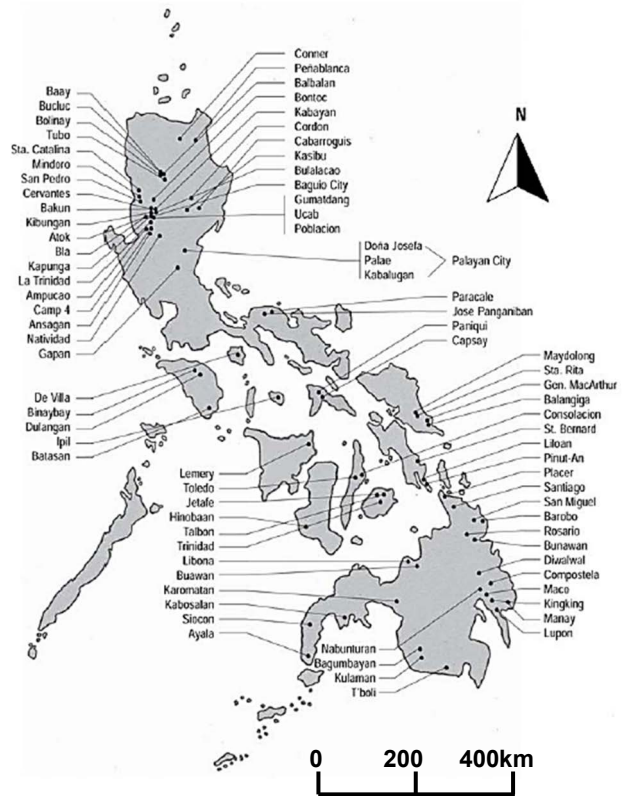 Conner
Peñablanca
Balbalan
Bontoc
Kabayan
Cordon
Cabarroguis
Kasibu
Bulalacao
Baguio City
Gumatdang
Ucab
Poblacion
Baay
Bucluc
Bolinay
Tubo
Sta. Catalina
Mindoro
San Pedro
Cervantes
Bakun
Kibungan
Atok
Bla
Kapunga
La Trinidad
Ampucao
Camp 4
Ansagan
Natividad
Gapan
N
Doña Josefa
Palae
Kabalugan
Palayan City
Paracale
Jose Panganiban
Paniqui
Capsay
De Villa
Binaybay
Dulangan
Ipil
Batasan
Maydolong
Sta. Rita
Gen. MacArthur
Balangiga
Consolacion
St. Bernard
Liloan
Pinut-An
Placer
Santiago
San Miguel
Barobo
Rosario
Bunawan
Diwalwal
Compostela
Maco
Kingking
Manay
Lupon
Lemery
Toledo
Jetafe
Hinobaan
Talbon
Trinidad
Libona
Buawan
Karomatan
Kabosalan
Siocon
Ayala
Nabunturan
Bagumbayan
Kulaman
T'boli
0 200 400km